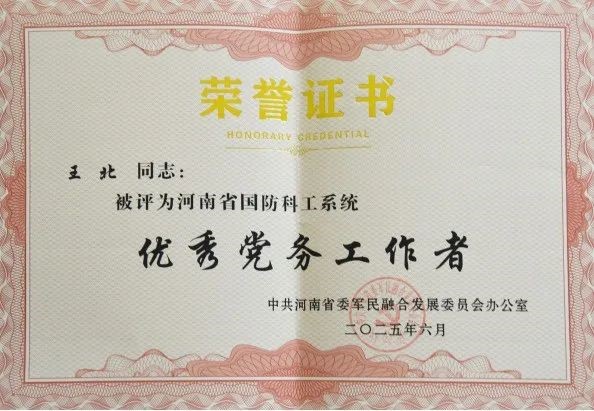 荣誉证书
HONORARY CREDENTIAL
王北 同志:
被评为河南省国防科工系统
优秀党务工作者
中共河南省委军民融合发展委员会办公室
二〇二五年六月